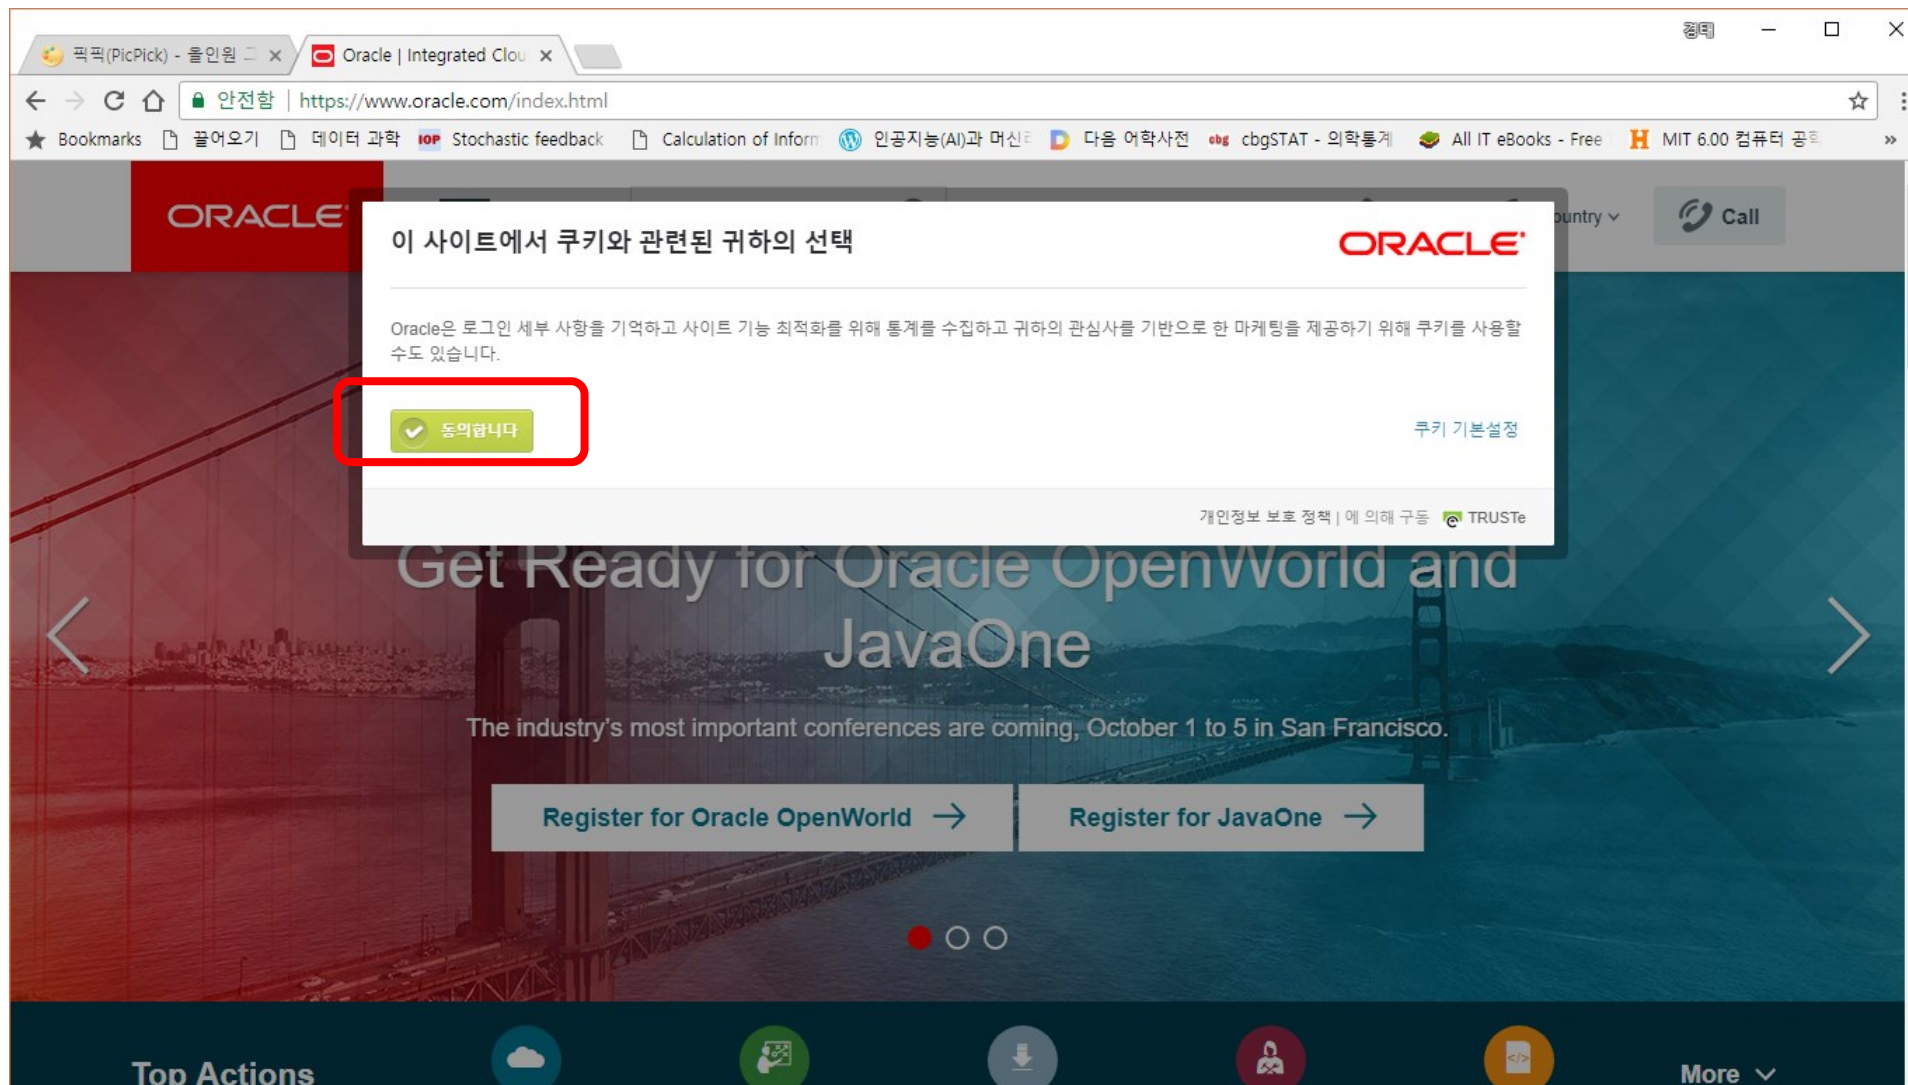 경태
픽픽(PicPick) - 올인원 그
Oracle | Integrated Clou
안전함 | https://www.oracle.com/index.html
Bookmarks 끌어오기 데이터 과학 IOP Stochastic feedback Calculation of Inform 인공지능(AI)과 머신 다음 어학사전 cbg cbgSTAT - 의학통계 All IT eBooks - Free MIT 6.00 컴퓨터 공학
ORACLE
ountry
Call
이 사이트에서 쿠키와 관련된 귀하의 선택
ORACLE
Oracle은 로그인 세부 사항을 기억하고 사이트 기능 최적화를 위해 통계를 수집하고 귀하의 관심사를 기반으로 한 마케팅을 제공하기 위해 쿠키를 사용할
수도 있습니다.
동의합니다
쿠키 기본설정
개인정보 보호 정책 | 에 의해 구동 TRUSTe
Get Ready for Oracle OpenWorld and
JavaOne
The industry's most important conferences are coming, October 1 to 5 in San Francisco.
Register for Oracle OpenWorld →
Register for JavaOne →
Top Actions
More